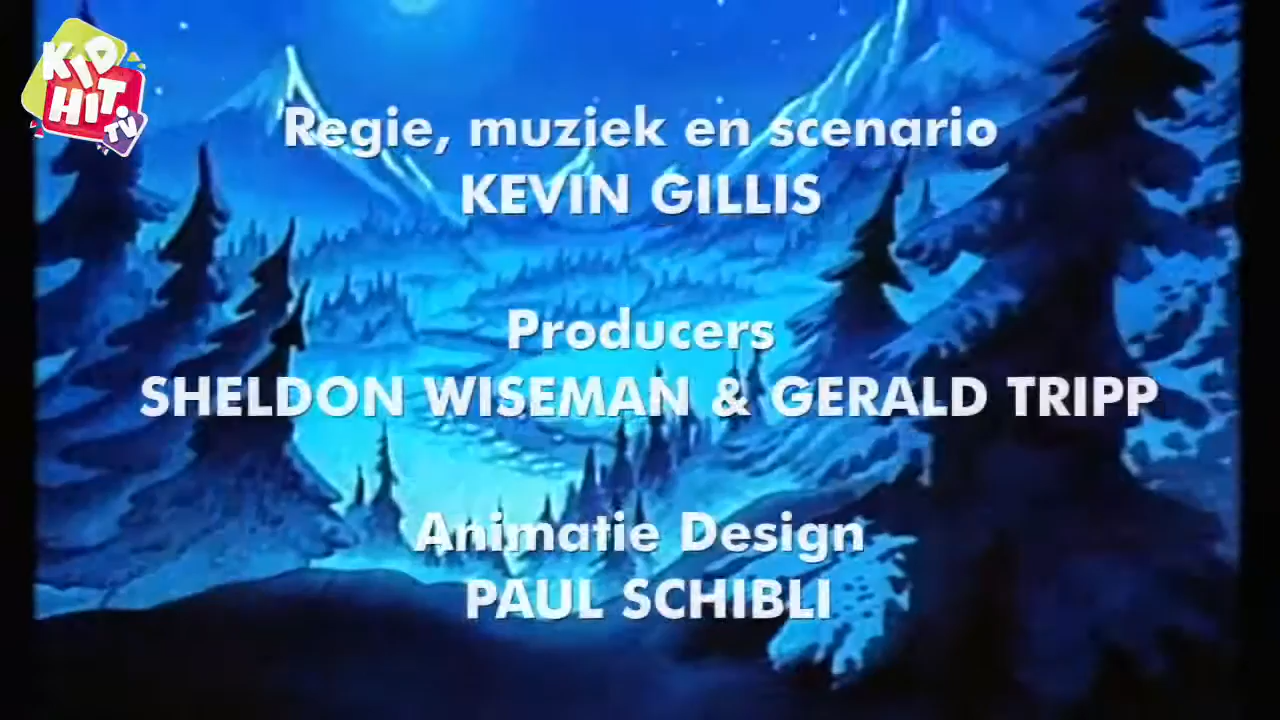 KID
HIT
TV
Regie, muziek en scenario
KEVIN GILLIS
Producers
SHELDON WISEMAN & GERALD TRIPP
Animatie Design
PAUL SCHIBLI